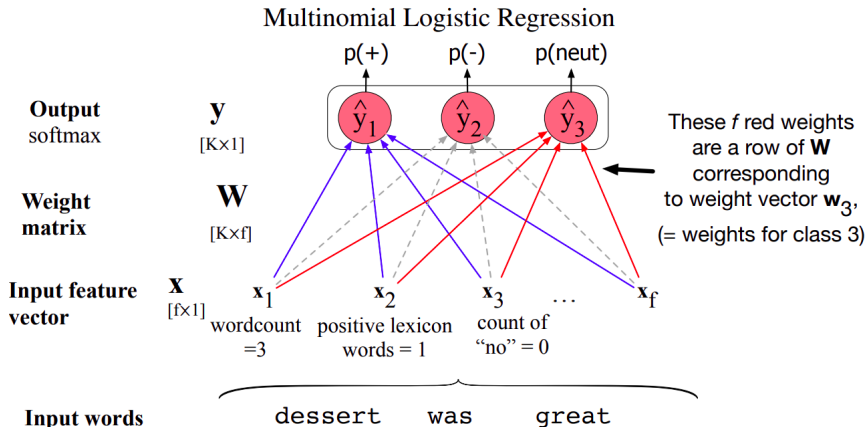 Multinomial Logistic Regression
p(+) p(-) p(neut)
Output
softmax
y
[K×1]
ŷ1 ŷ2 ŷ3
These f red weights
are a row of W
corresponding
to weight vector w3,
(= weights for class 3)
Weight
matrix
W
[K×f]
Input feature
vector
x
[f×1]
x1 x2 x3 … xf
wordcount
=3
positive lexicon
words = 1
count of
“no” = 0
Input words
dessert was great